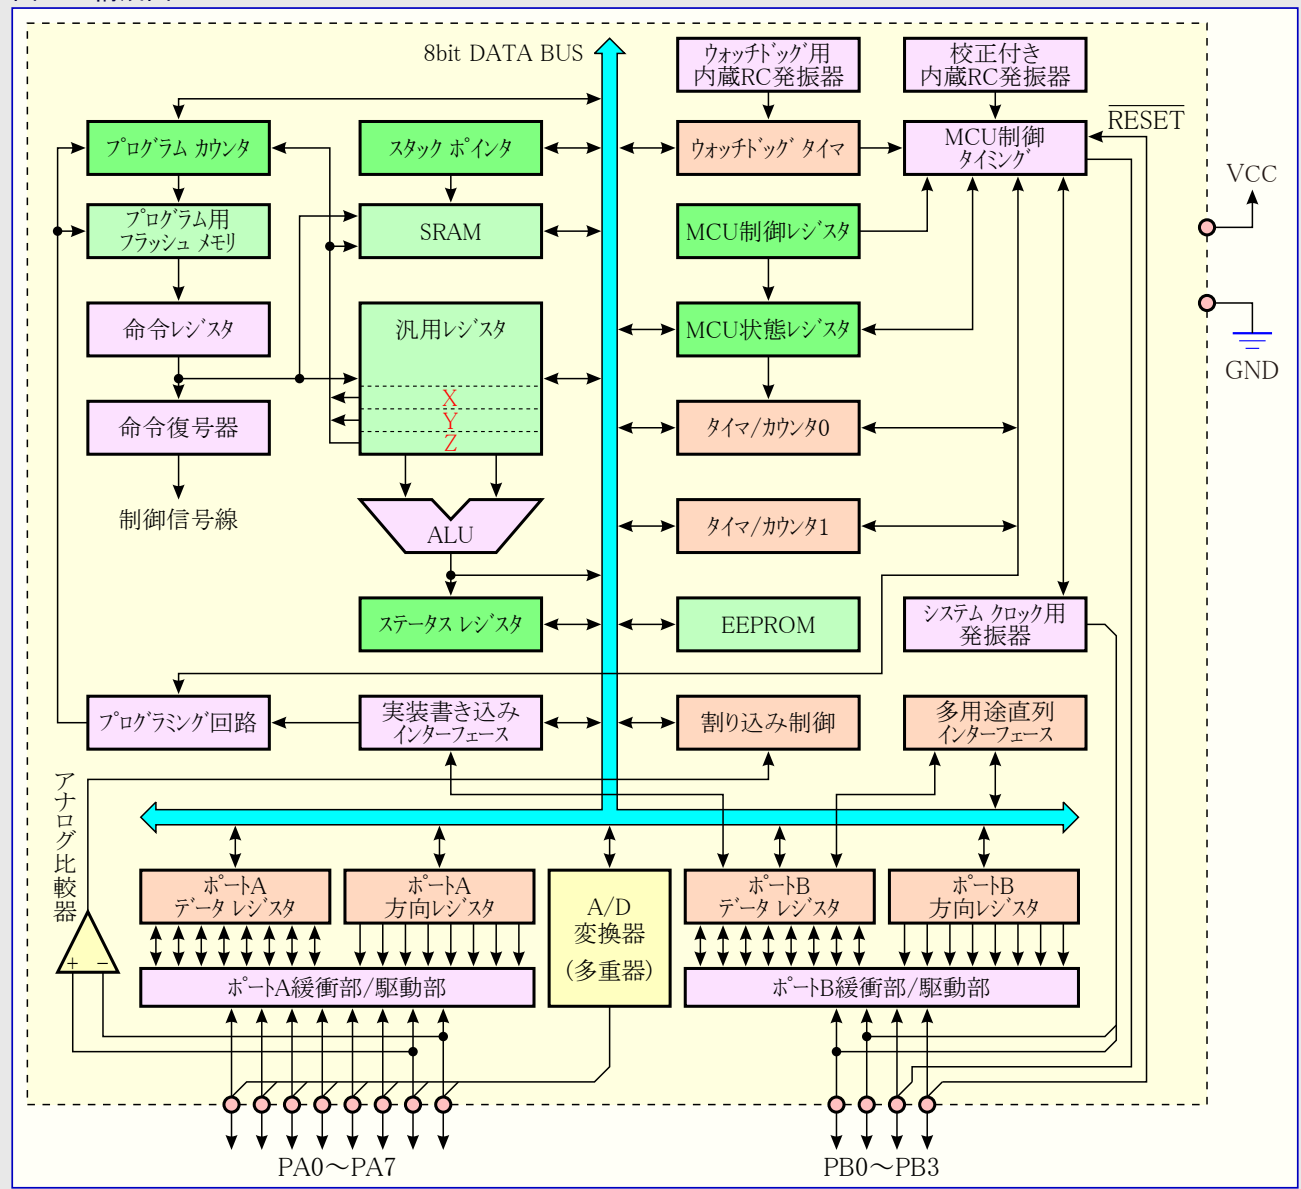 8bit DATA BUS
ウォッチドッグ用
内蔵RC発振器
校正付き
内蔵RC発振器
RESET
プログラム カウンタ
スタック ポインタ
ウォッチドッグ タイマ
MCU制御
タイミング
VCC
プログラム用
フラッシュ メモリ
SRAM
MCU制御レジスタ
命令レジスタ
汎用レジスタ
MCU状態レジスタ
GND
X
Y
Z
命令復号器
タイマ/カウンタ0
制御信号線
ALU
タイマ/カウンタ1
ステータス レジスタ
EEPROM
システム クロック用
発振器
プログラミング回路
実装書き込み
インターフェース
割り込み制御
多用途直列
インターフェース
アナログ比較器
ポートA
データ レジスタ
ポートA
方向レジスタ
A/D
変換器
(多重器)
ポートB
データ レジスタ
ポートB
方向レジスタ
+ −
ポートA緩衝部/駆動部
ポートB緩衝部/駆動部
PA0～PA7
PB0～PB3